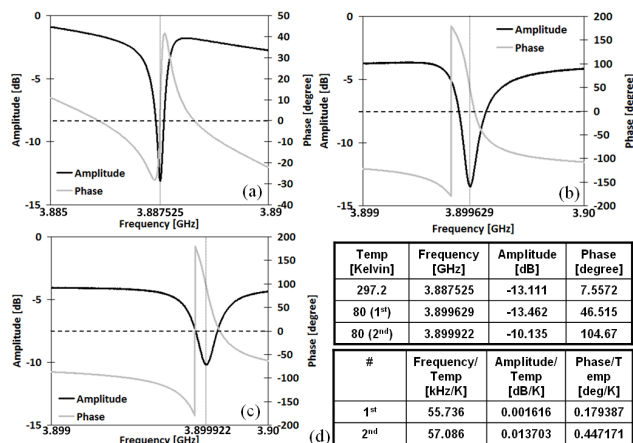 (a)
Amplitude [dB]
0
-5
-10
-15
50
40
30
20
10
0
-10
-20
-30
-40
Phase [degree]
Amplitude
Phase
3.885
3.887525
3.89
Frequency [GHz]
(b)
Amplitude [dB]
0
-5
-10
-15
200
150
100
50
0
-50
-100
-150
-200
Phase [degree]
Amplitude
Phase
3.899
3.899629
3.90
Frequency [GHz]
(c)
Amplitude [dB]
0
-5
-10
-15
200
150
100
50
0
-50
-100
-150
-200
Phase [degree]
Amplitude
Phase
3.899
3.899922
3.90
Frequency [GHz]
(d)
Temp [Kelvin] Frequency [GHz] Amplitude [dB] Phase [degree]
297.2 3.887525 -13.111 7.5572
80 (1st) 3.899629 -13.462 46.515
80 (2nd) 3.899922 -10.135 104.67
# Frequency/ Temp [kHz/K] Amplitude/ Temp [dB/K] Phase/T emp [deg/K]
1st 55.736 0.001616 0.179387
2nd 57.086 0.013703 0.447171